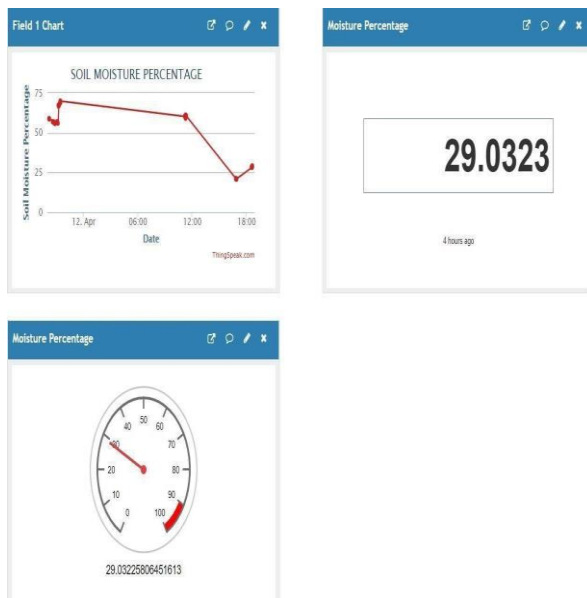 Field 1 Chart
SOIL MOISTURE PERCENTAGE
Soil Moisture Percentage
75
50
25
0
12. Apr
06:00
12:00
18:00
Date
ThingSpeak.com
Moisture Percentage
29.0323
4 hours ago
Moisture Percentage
0
10
20
30
40
50
60
70
80
90
100
29.03225806451613